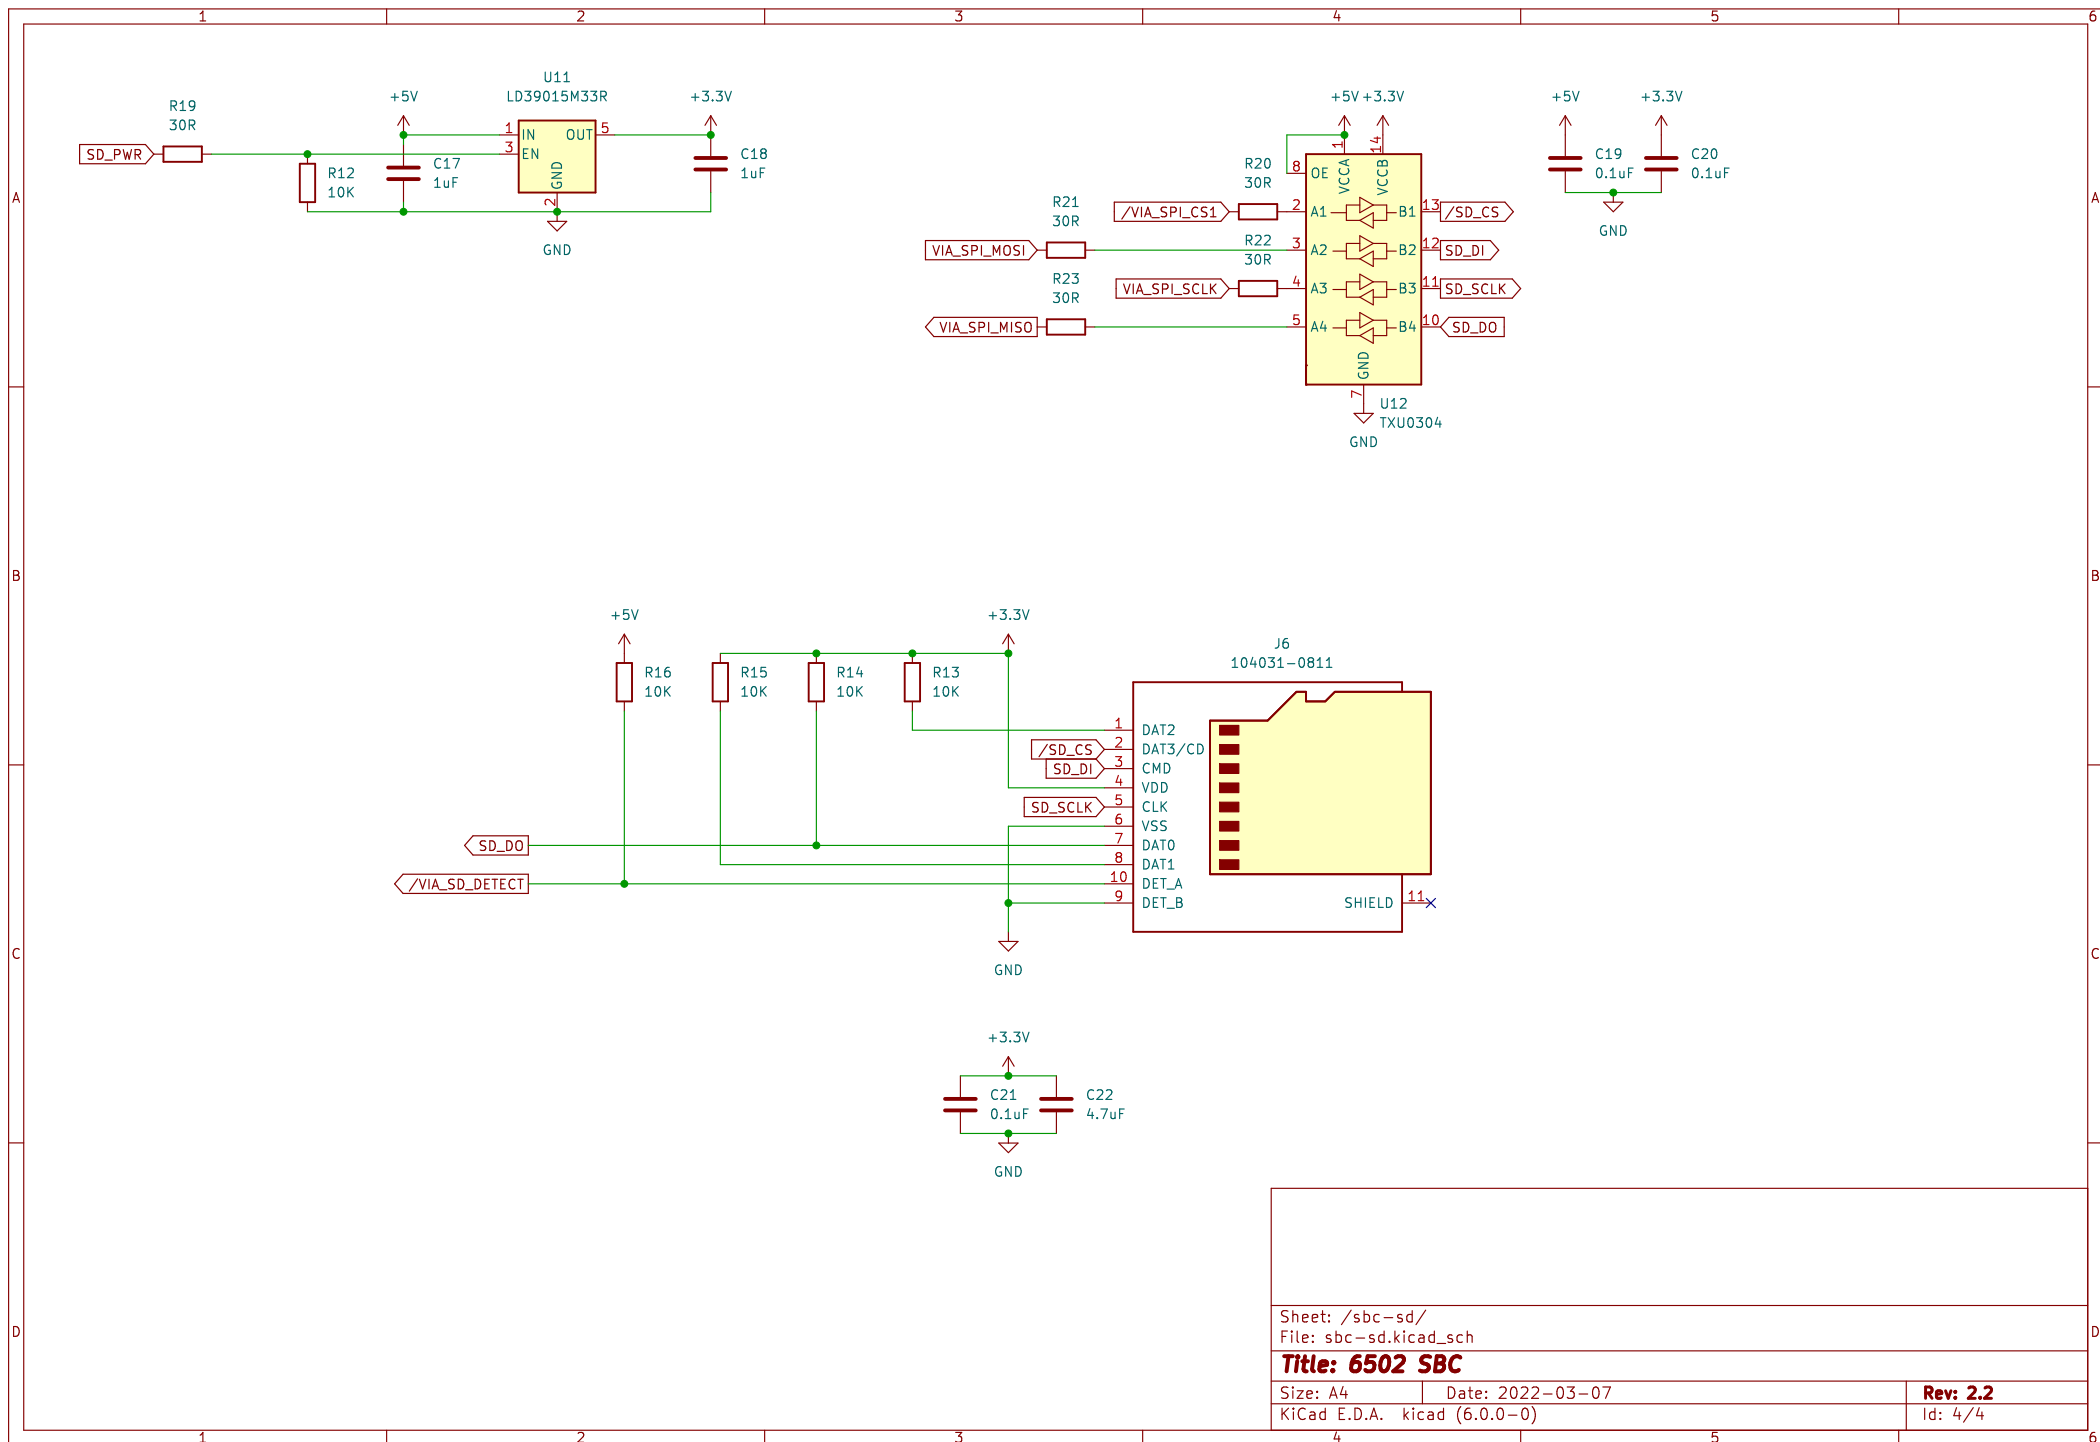 1 2 3 4 5 6
A
B
C
D
U11
LD39015M33R
R19
30R
+5V
+3.3V
SD_PWR
1 IN OUT 5
3 EN
GND
2
R12
10K
C17
1uF
C18
1uF
GND
+5V +3.3V
1 14
VCCA VCCB
8 OE
R20
30R
/VIA_SPI_CS1
2 A1 B1 13
/SD_CS
R21
30R
VIA_SPI_MOSI
3 A2 B2 12
SD_DI
R22
30R
VIA_SPI_SCLK
4 A3 B3 11
SD_SCLK
R23
30R
VIA_SPI_MISO
5 A4 B4 10
SD_DO
GND
7
U12
TXU0304
GND
+5V
+3.3V
C19
0.1uF
C20
0.1uF
GND
+5V
+3.3V
R16
10K
R15
10K
R14
10K
R13
10K
J6
104031-0811
1 DAT2
/SD_CS 2 DAT3/CD
SD_DI 3 CMD
4 VDD
SD_SCLK 5 CLK
6 VSS
SD_DO 7 DAT0
8 DAT1
/VIA_SD_DETECT 10 DET_A
9 DET_B
SHIELD 11
GND
+3.3V
C21
0.1uF
C22
4.7uF
GND
Sheet: /sbc-sd/
File: sbc-sd.kicad_sch
Title: 6502 SBC
Size: A4 Date: 2022-03-07 Rev: 2.2
KiCad E.D.A. kicad (6.0.0-0) Id: 4/4
A
B
C
D
1 2 3 4 5 6